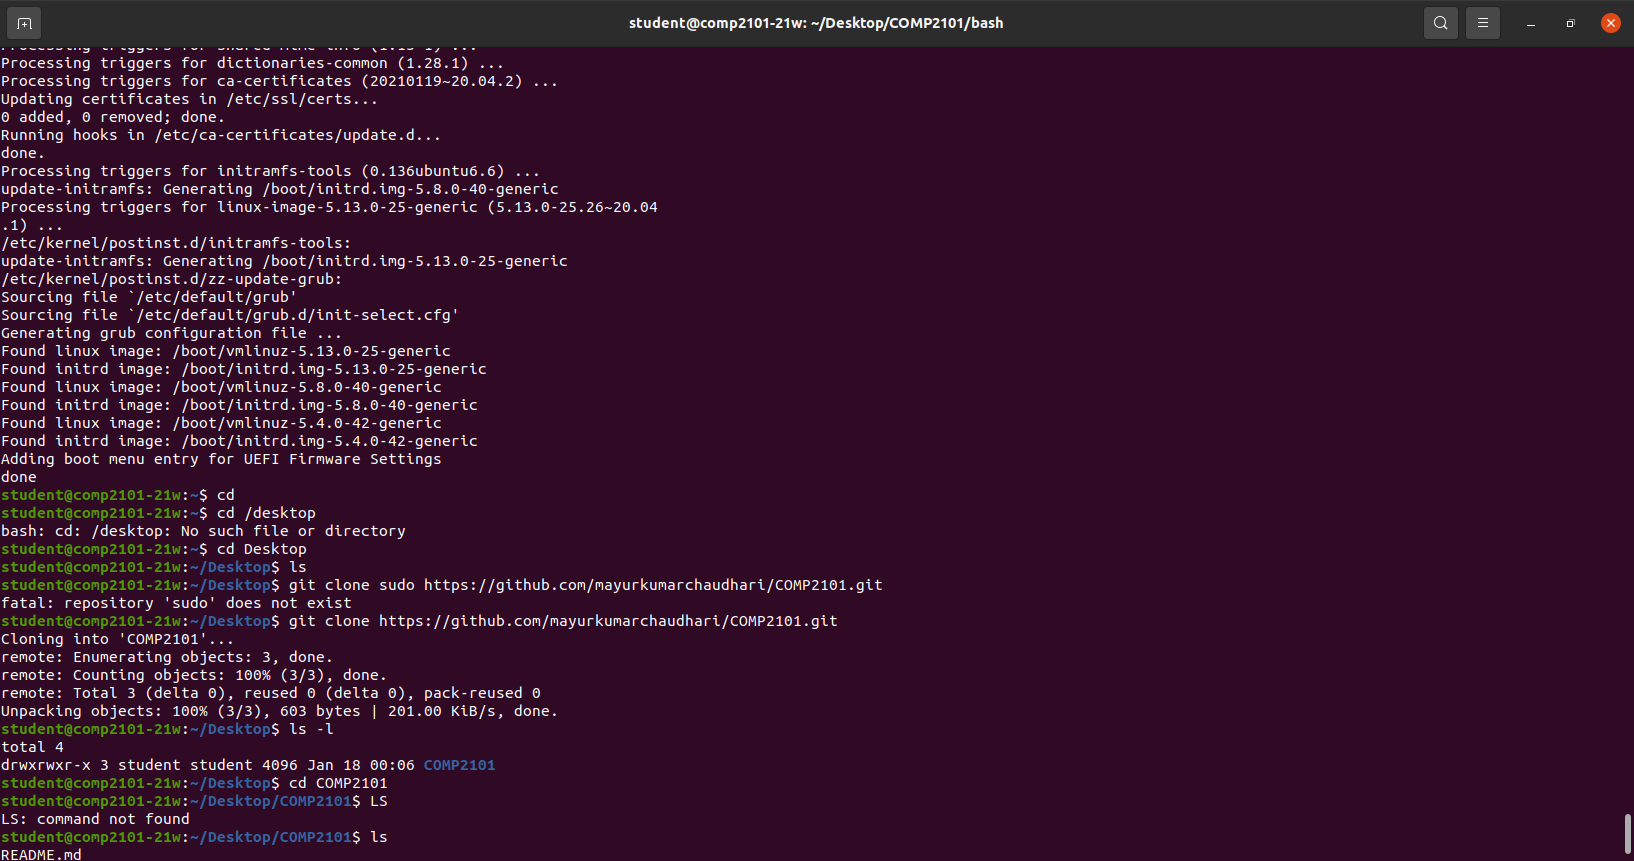 student@comp2101-21w: ~/Desktop/COMP2101/bash
Processing triggers for shared-mime-info (1.15-1) ...
Processing triggers for dictionaries-common (1.28.1) ...
Processing triggers for ca-certificates (20210119~20.04.2) ...
Updating certificates in /etc/ssl/certs...
0 added, 0 removed; done.
Running hooks in /etc/ca-certificates/update.d...
done.
Processing triggers for initramfs-tools (0.136ubuntu6.6) ...
update-initramfs: Generating /boot/initrd.img-5.8.0-40-generic
Processing triggers for linux-image-5.13.0-25-generic (5.13.0-25.26~20.04
.1) ...
/etc/kernel/postinst.d/initramfs-tools:
update-initramfs: Generating /boot/initrd.img-5.13.0-25-generic
/etc/kernel/postinst.d/zz-update-grub:
Sourcing file `/etc/default/grub'
Sourcing file `/etc/default/grub.d/init-select.cfg'
Generating grub configuration file ...
Found linux image: /boot/vmlinuz-5.13.0-25-generic
Found initrd image: /boot/initrd.img-5.13.0-25-generic
Found linux image: /boot/vmlinuz-5.8.0-40-generic
Found initrd image: /boot/initrd.img-5.8.0-40-generic
Found linux image: /boot/vmlinuz-5.4.0-42-generic
Found initrd image: /boot/initrd.img-5.4.0-42-generic
Adding boot menu entry for UEFI Firmware Settings
done
student@comp2101-21w:~$ cd
student@comp2101-21w:~$ cd /desktop
bash: cd: /desktop: No such file or directory
student@comp2101-21w:~$ cd Desktop
student@comp2101-21w:~/Desktop$ ls
student@comp2101-21w:~/Desktop$ git clone sudo https://github.com/mayurkumarchaudhari/COMP2101.git
fatal: repository 'sudo' does not exist
student@comp2101-21w:~/Desktop$ git clone https://github.com/mayurkumarchaudhari/COMP2101.git
Cloning into 'COMP2101'...
remote: Enumerating objects: 3, done.
remote: Counting objects: 100% (3/3), done.
remote: Total 3 (delta 0), reused 0 (delta 0), pack-reused 0
Unpacking objects: 100% (3/3), 603 bytes | 201.00 KiB/s, done.
student@comp2101-21w:~/Desktop$ ls -l
total 4
drwxrwxr-x 3 student student 4096 Jan 18 00:06 COMP2101
student@comp2101-21w:~/Desktop$ cd COMP2101
student@comp2101-21w:~/Desktop/COMP2101$ LS
LS: command not found
student@comp2101-21w:~/Desktop/COMP2101$ ls
README.md